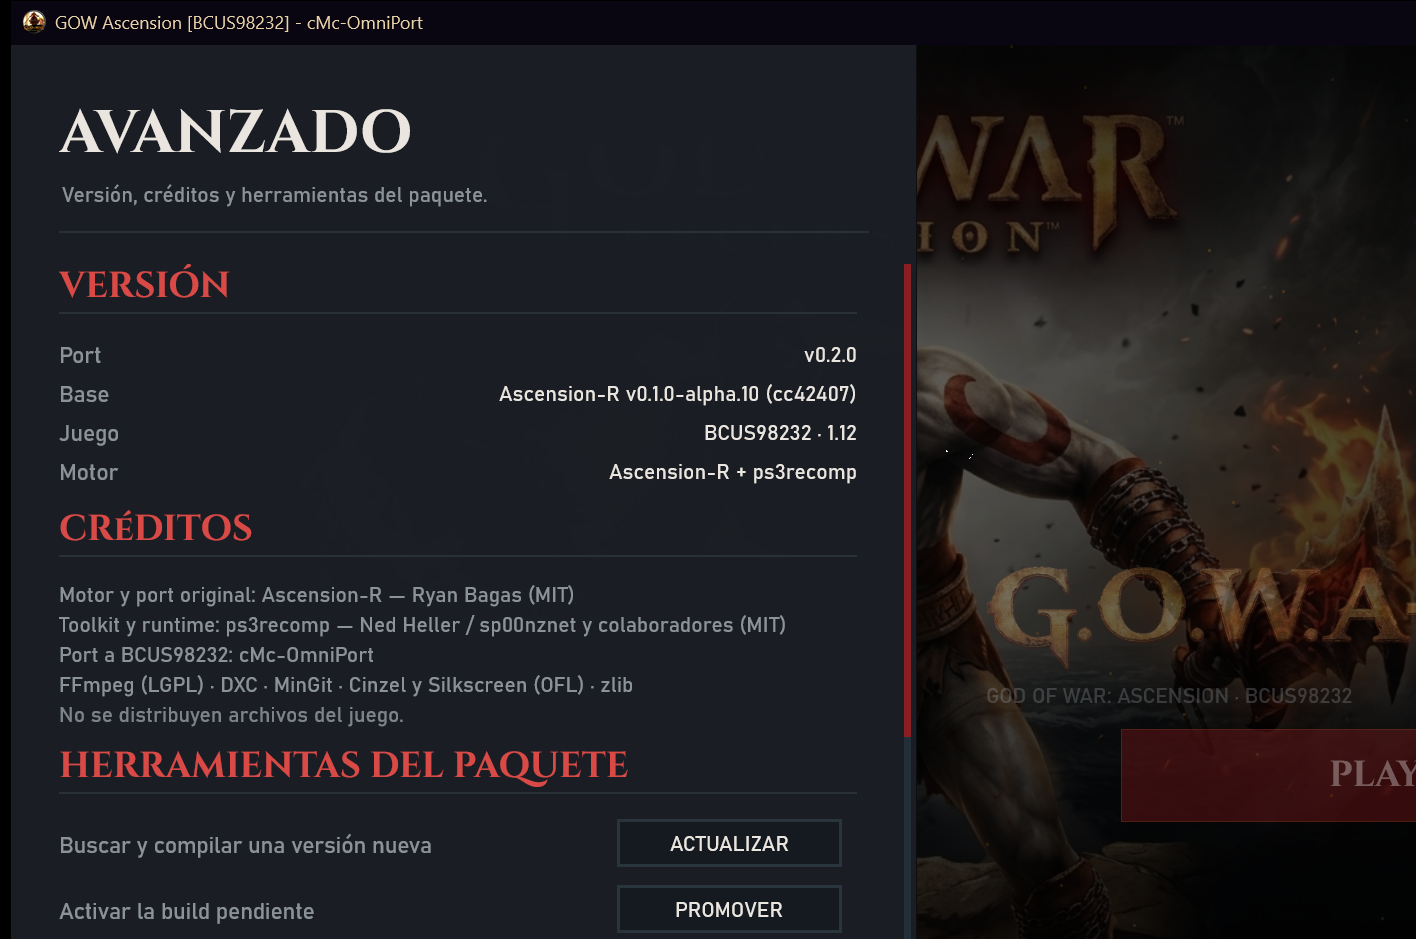 GOW Ascension [BCUS98232] - cMc-OmniPort
AVANZADO
Versión, créditos y herramientas del paquete.
VERSIÓN
Port v0.2.0
Base Ascension-R v0.1.0-alpha.10 (cc42407)
Juego BCUS98232 · 1.12
Motor Ascension-R + ps3recomp
CRéDITOS
Motor y port original: Ascension-R — Ryan Bagas (MIT)
Toolkit y runtime: ps3recomp — Ned Heller / sp00nznet y colaboradores (MIT)
Port a BCUS98232: cMc-OmniPort
FFmpeg (LGPL) · DXC · MinGit · Cinzel y Silkscreen (OFL) · zlib
No se distribuyen archivos del juego.
HERRAMIENTAS DEL PAQUETE
Buscar y compilar una versión nueva ACTUALIZAR
Activar la build pendiente PROMOVER
WAR™
ION™
G.O.W.A
GOD OF WAR: ASCENSION · BCUS98232
PLAY